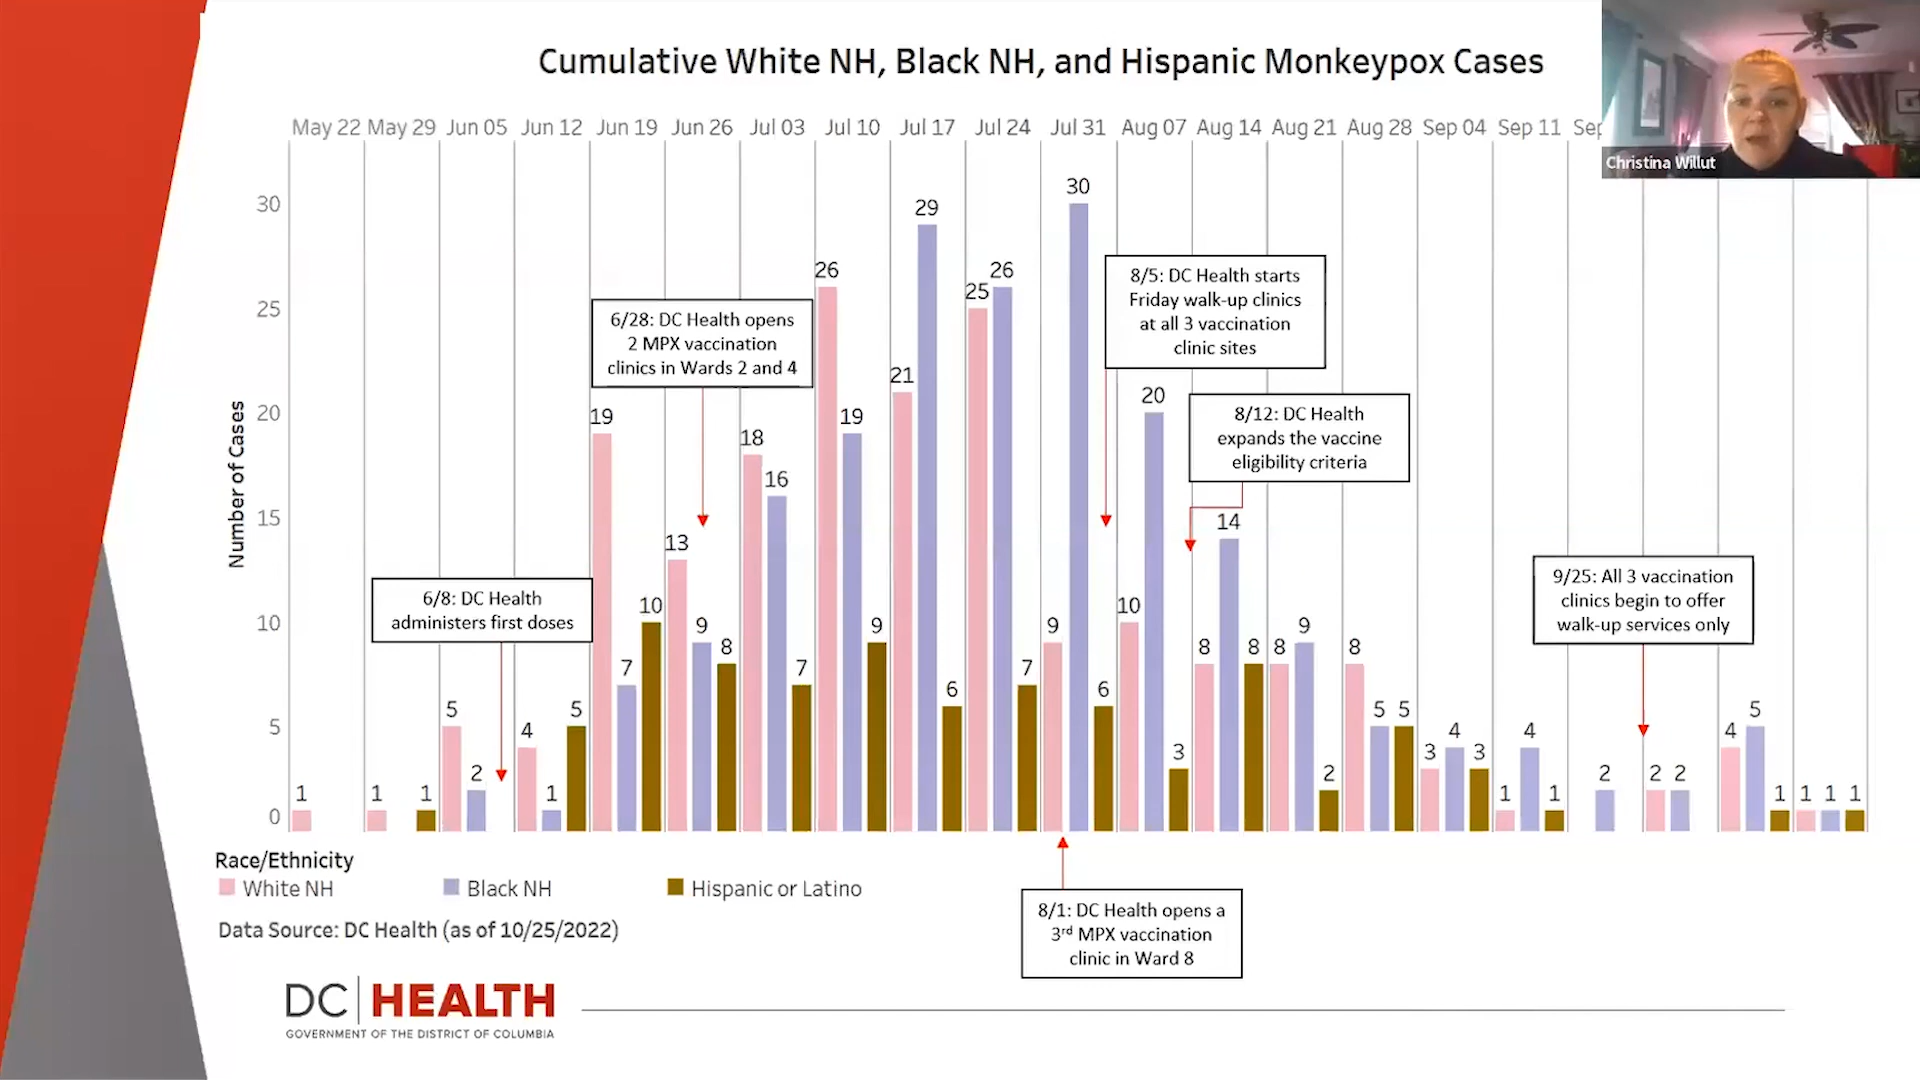 Cumulative White NH, Black NH, and Hispanic Monkeypox Cases
May 22 May 29 Jun 05 Jun 12 Jun 19 Jun 26 Jul 03 Jul 10 Jul 17 Jul 24 Jul 31 Aug 07 Aug 14 Aug 21 Aug 28 Sep 04 Sep 11 Sep
Christina Willut
Number of Cases
30
25
20
15
10
5
0
1
1 1
5 2
4 1 5
19 7 10
13 9 8
18 16 7
26 19 9
21 29 6
25 26 7
9 30 6
10 20 3
8 14 8
8 9 2
8 5 5
3 4 3
1 4 1
2
2 2
4 5 1
1 1 1
6/8: DC Health
administers first doses
6/28: DC Health opens
2 MPX vaccination
clinics in Wards 2 and 4
8/5: DC Health starts
Friday walk-up clinics
at all 3 vaccination
clinic sites
8/12: DC Health
expands the vaccine
eligibility criteria
9/25: All 3 vaccination
clinics begin to offer
walk-up services only
8/1: DC Health opens a
3rd MPX vaccination
clinic in Ward 8
Race/Ethnicity
White NH Black NH Hispanic or Latino
Data Source: DC Health (as of 10/25/2022)
DC HEALTH
GOVERNMENT OF THE DISTRICT OF COLUMBIA